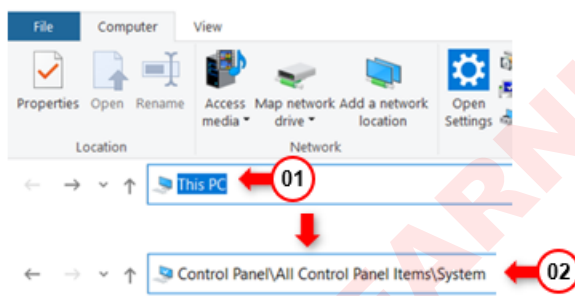 File Computer View
Properties Open Rename Access media Map network drive Add a network location Open Settings
Location Network
This PC 01
Control Panel\All Control Panel Items\System 02
EARN